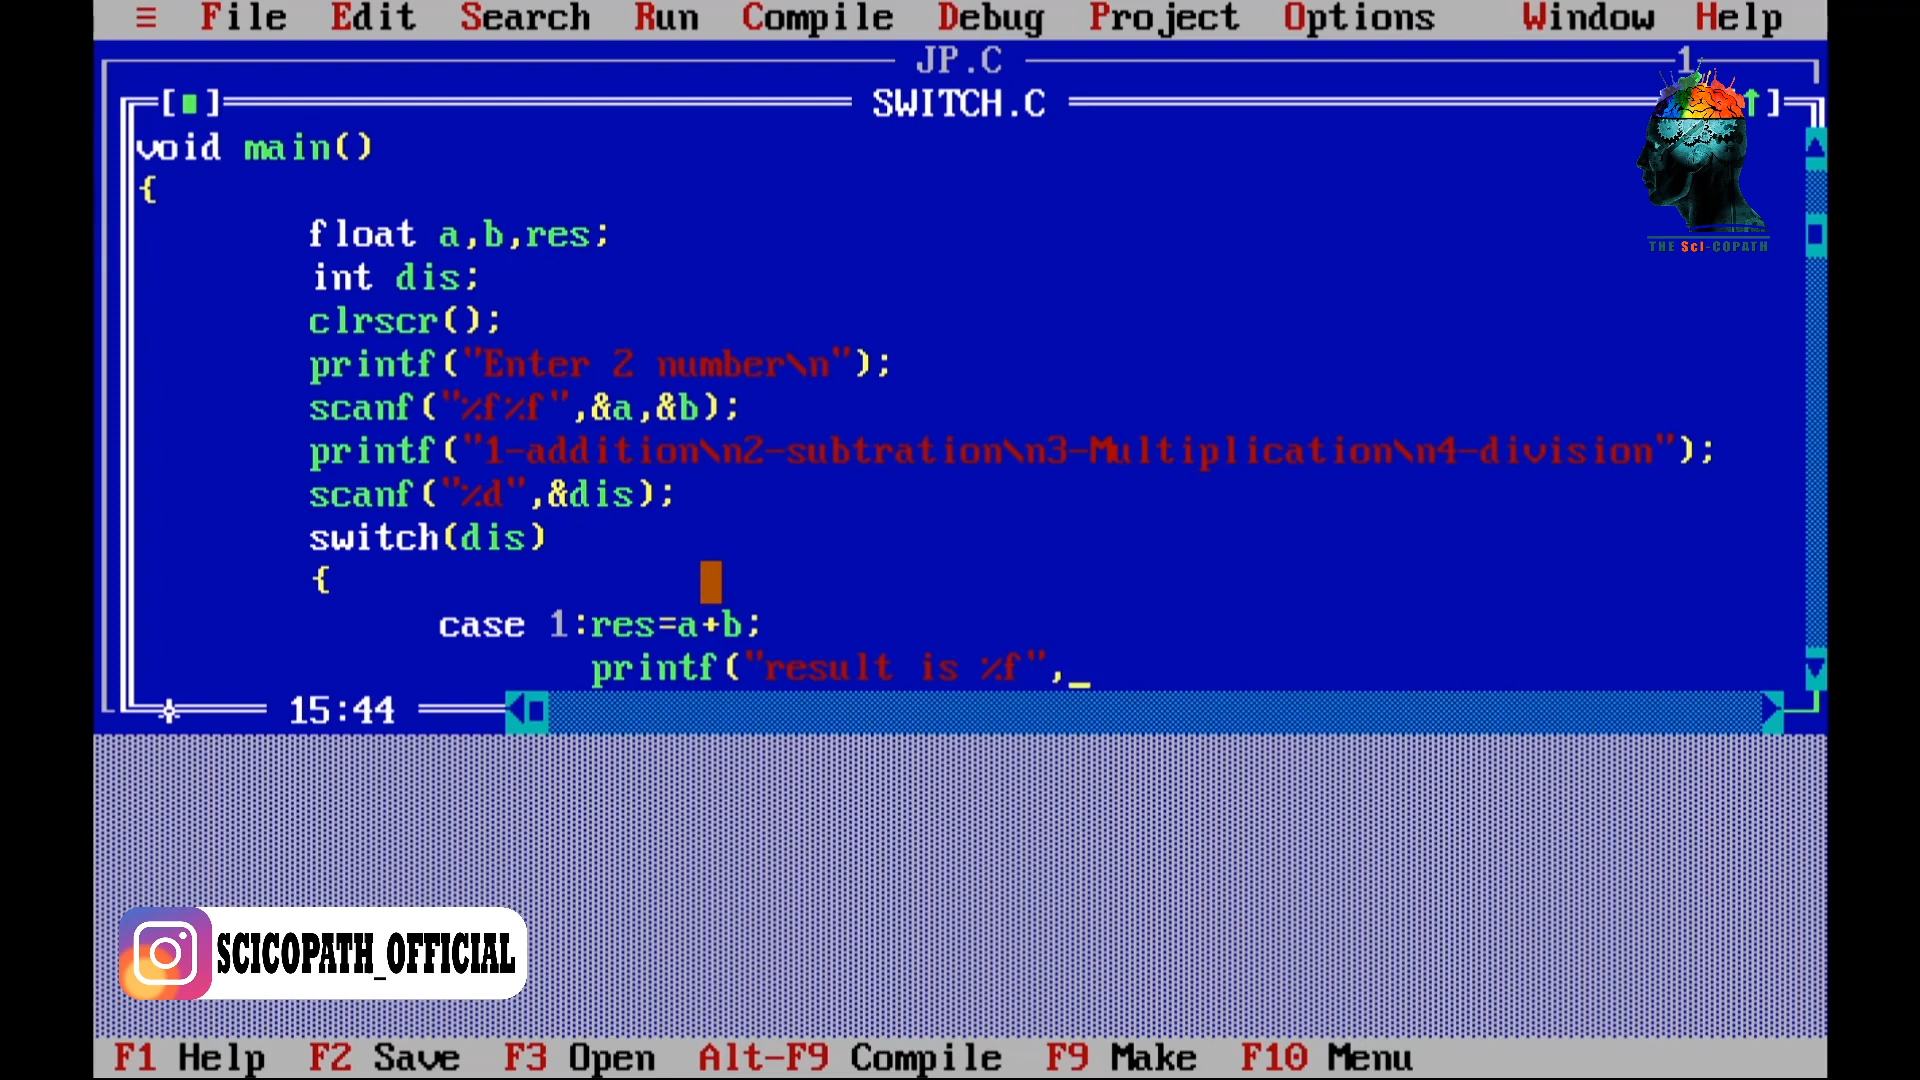 ≡ File Edit Search Run Compile Debug Project Options Window Help
JP.C 1
[■] SWITCH.C ↑]
void main()
{
float a,b,res;
int dis;
clrscr();
printf("Enter 2 number\n");
scanf("%f%f",&a,&b);
printf("1-addition\n2-subtration\n3-Multiplication\n4-division");
scanf("%d",&dis);
switch(dis)
{
case 1:res=a+b;
printf("result is %f",_
15:44
THE SCI-COPATH
SCICOPATH_OFFICIAL
F1 Help F2 Save F3 Open Alt-F9 Compile F9 Make F10 Menu